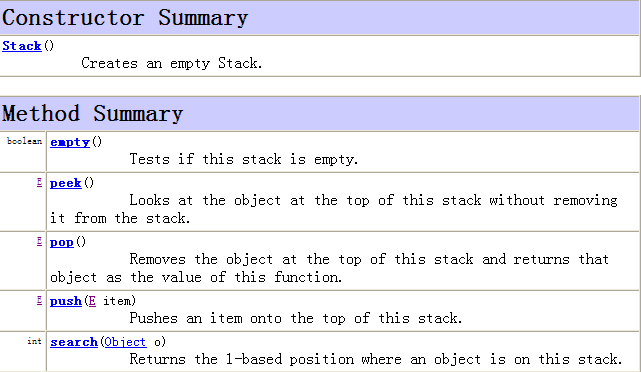 Constructor Summary
Stack()
Creates an empty Stack.
Method Summary
boolean empty()
Tests if this stack is empty.
E peek()
Looks at the object at the top of this stack without removing
it from the stack.
E pop()
Removes the object at the top of this stack and returns that
object as the value of this function.
E push(E item)
Pushes an item onto the top of this stack.
int search(Object o)
Returns the 1-based position where an object is on this stack.